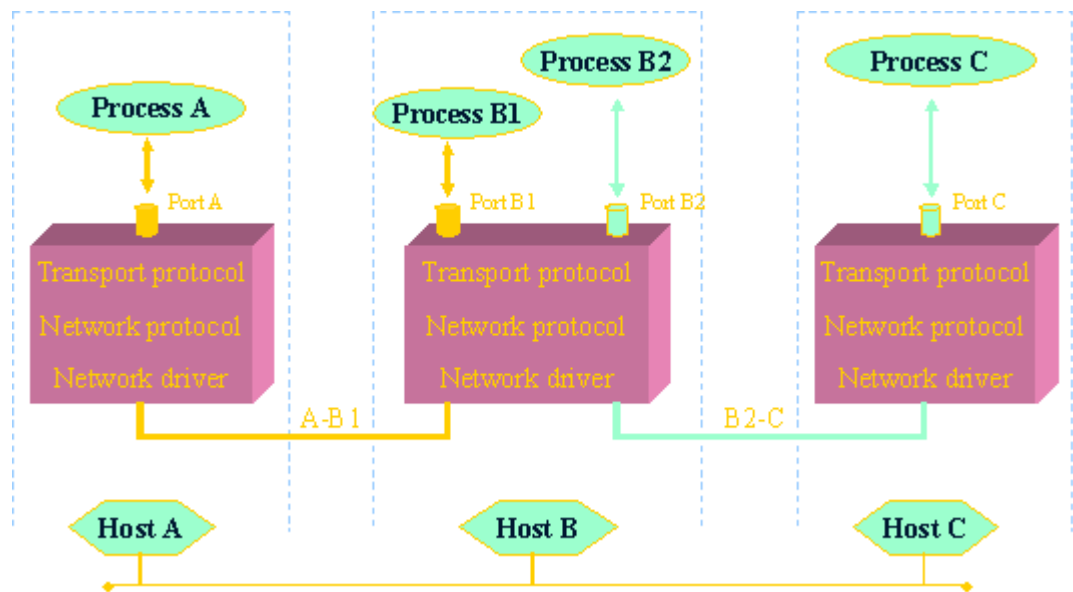 Process A
Process B1
Process B2
Process C
Port A
Port B1
Port B2
Port C
Transport protocol
Network protocol
Network driver
Transport protocol
Network protocol
Network driver
Transport protocol
Network protocol
Network driver
A-B1
B2-C
Host A
Host B
Host C